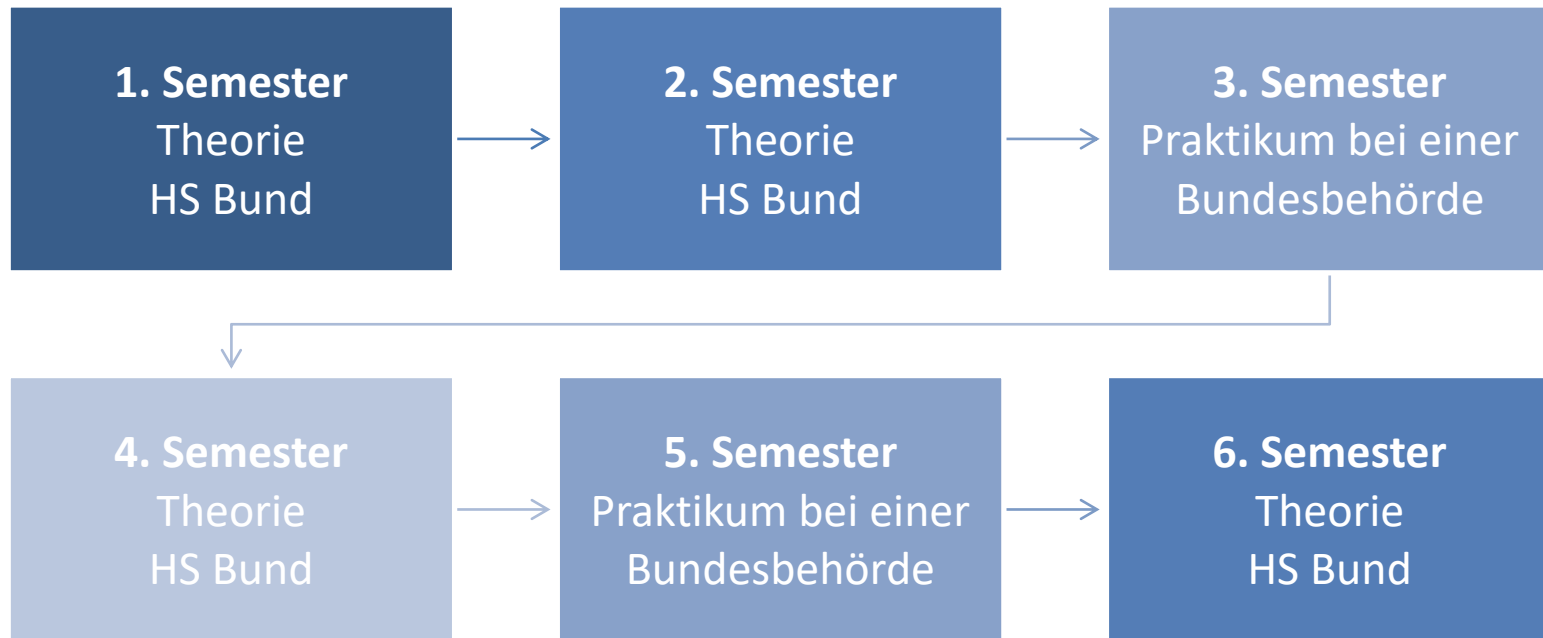 1. Semester
Theorie
HS Bund
2. Semester
Theorie
HS Bund
3. Semester
Praktikum bei einer
Bundesbehörde
4. Semester
Theorie
HS Bund
5. Semester
Praktikum bei einer
Bundesbehörde
6. Semester
Theorie
HS Bund